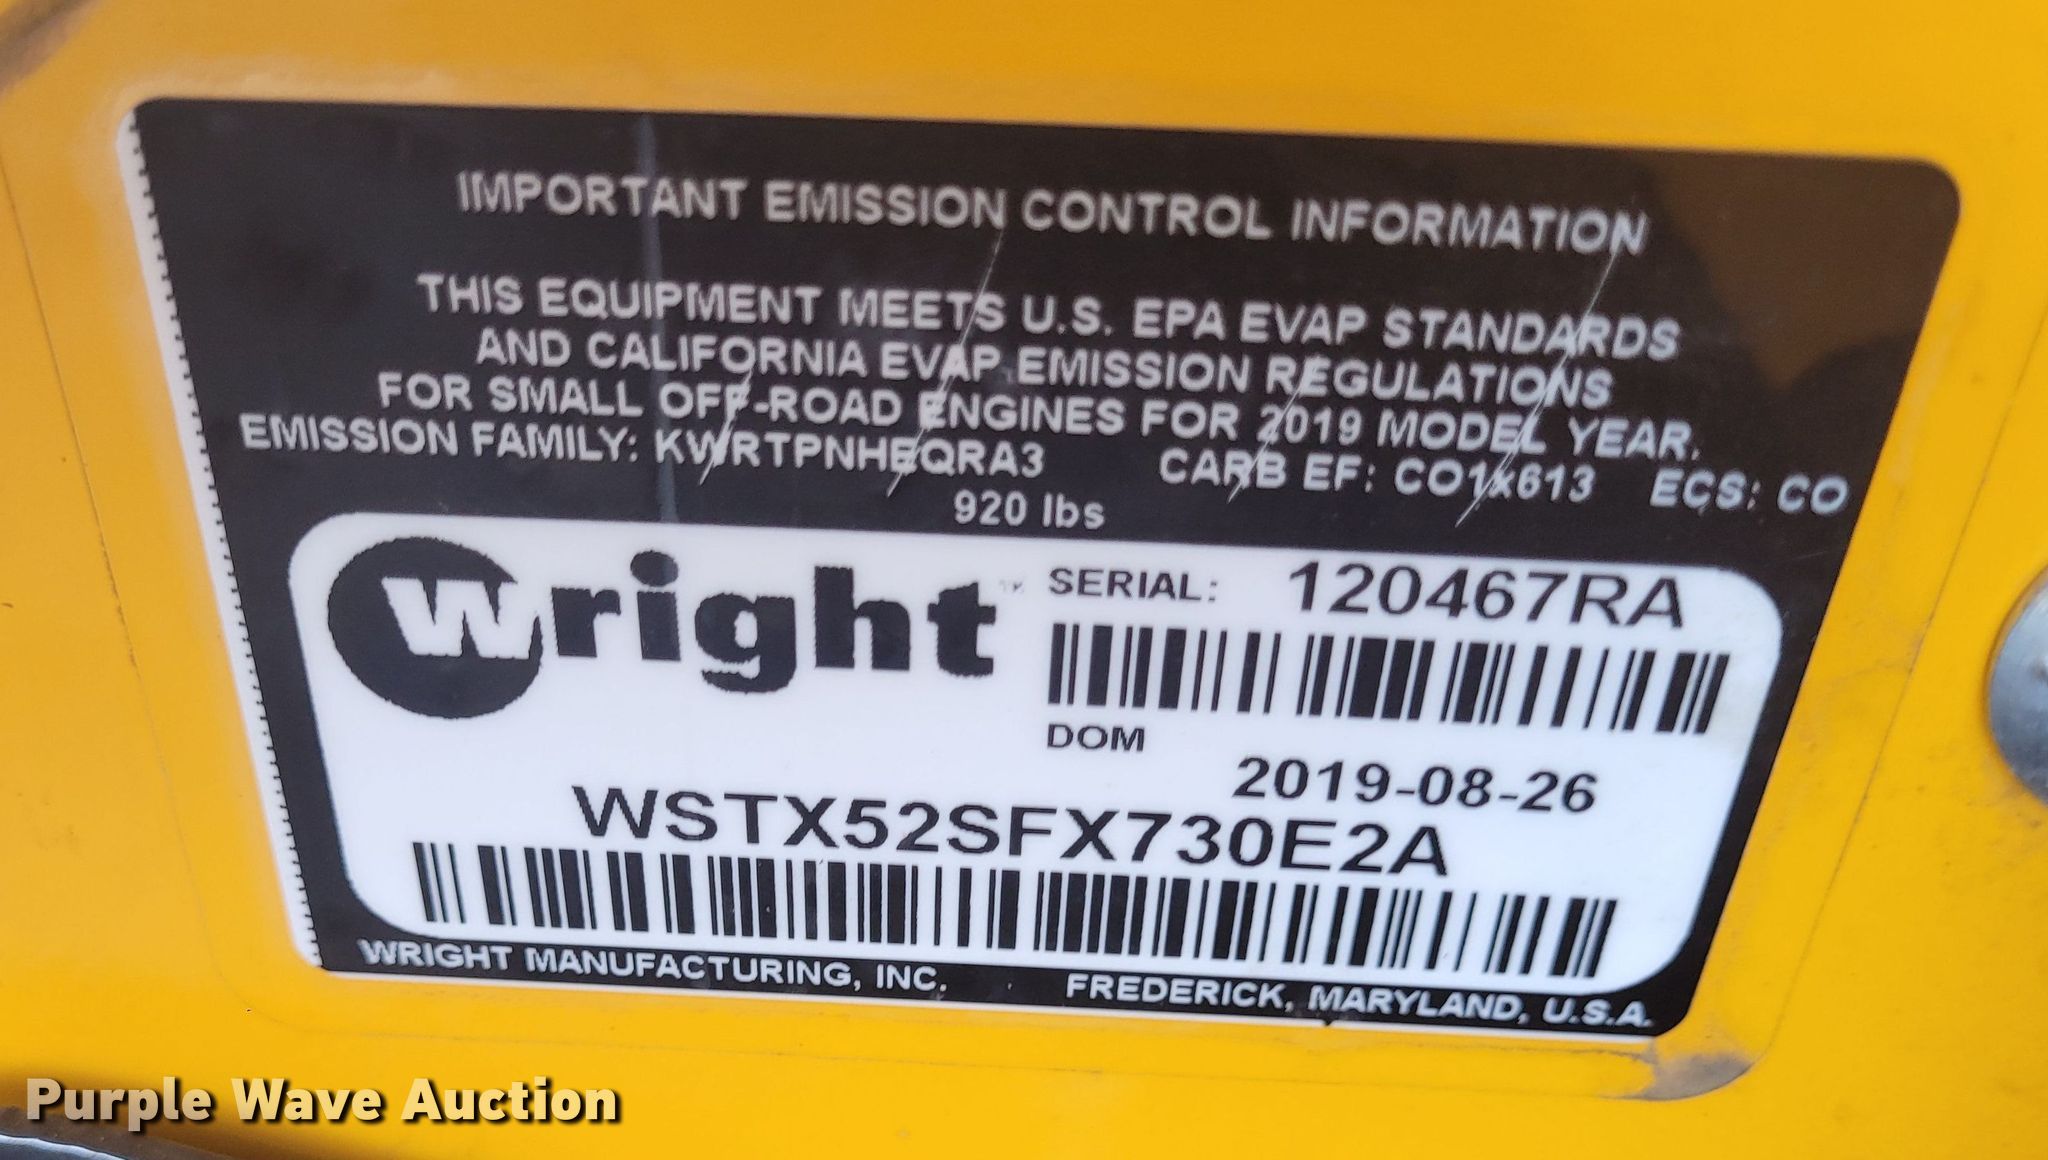 IMPORTANT EMISSION CONTROL INFORMATION
THIS EQUIPMENT MEETS U.S. EPA EVAP STANDARDS
AND CALIFORNIA EVAP EMISSION REGULATIONS
FOR SMALL OFF-ROAD ENGINES FOR 2019 MODEL YEAR.
EMISSION FAMILY: KWRTPNHEQRA3 CARB EF: CO1x613 ECS: CO
920 lbs
Wright™ SERIAL: 120467RA
DOM
2019-08-26
WSTX52SFX730E2A
WRIGHT MANUFACTURING, INC. FREDERICK, MARYLAND, U.S.A.
Purple Wave Auction